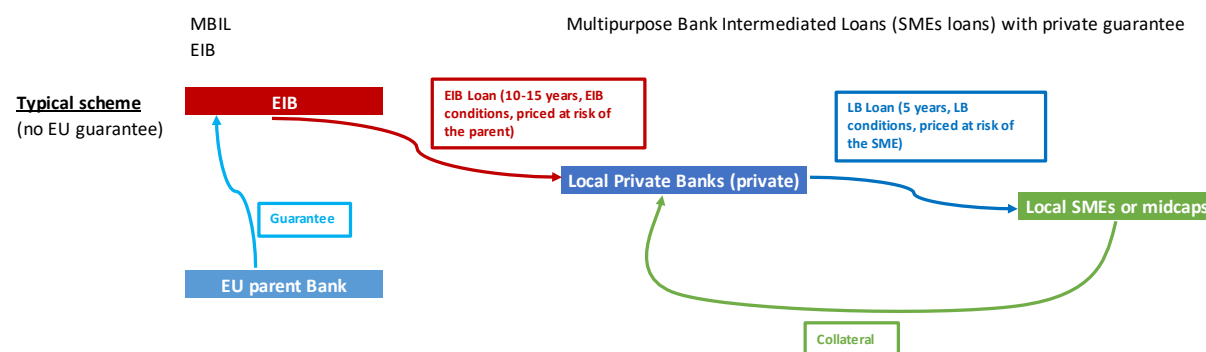 MBIL
Multipurpose Bank Intermediated Loans (SMEs loans) with private guarantee
EIB
Typical scheme
(no EU guarantee)
EIB
EIB Loan (10-15 years, EIB
conditions, priced at risk of
the parent)
LB Loan (5 years, LB
conditions, priced at risk of
the SME)
Local Private Banks (private)
Local SMEs or midcaps
Guarantee
EU parent Bank
Collateral